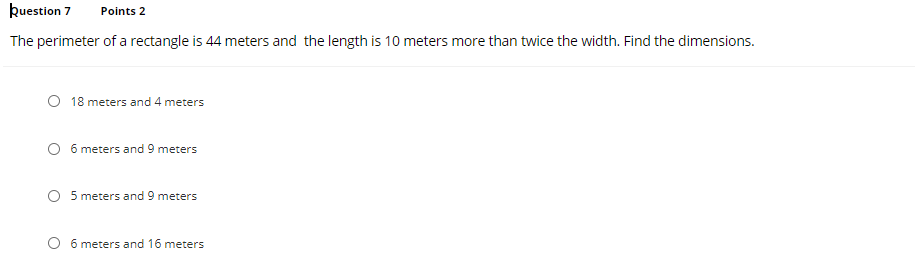 Question 7 Points 2
The perimeter of a rectangle is 44 meters and the length is 10 meters more than twice the width. Find the dimensions.
18 meters and 4 meters
6 meters and 9 meters
5 meters and 9 meters
6 meters and 16 meters